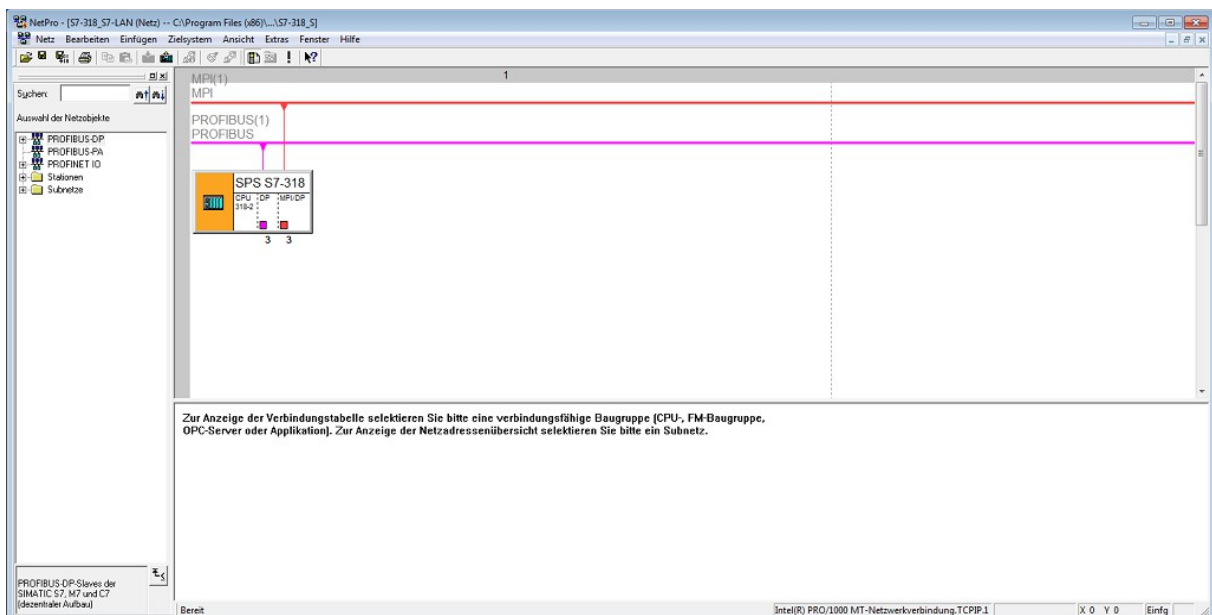 NetPro - [S7-318_S7-LAN (Netz) -- C:\Program Files (x86)\...\S7-318_S]
Netz Bearbeiten Einfügen Zielsystem Ansicht Extras Fenster Hilfe
Suchen:
Auswahl der Netzobjekte
PROFIBUS-DP
PROFIBUS-PA
PROFINET IO
Stationen
Subnetze
1
MPI(1)
MPI
PROFIBUS(1)
PROFIBUS
SPS S7-318
CPU DP MPI/DP
318-2
3 3
Zur Anzeige der Verbindungstabelle selektieren Sie bitte eine verbindungsfähige Baugruppe (CPU-, FM-Baugruppe,
OPC-Server oder Applikation). Zur Anzeige der Netzadressenübersicht selektieren Sie bitte ein Subnetz.
PROFIBUS-DP-Slaves der
SIMATIC S7, M7 und C7
(dezentraler Aufbau)
Bereit
Intel(R) PRO/1000 MT-Netzwerkverbindung.TCPIP.1
X 0 Y 0
Einfg